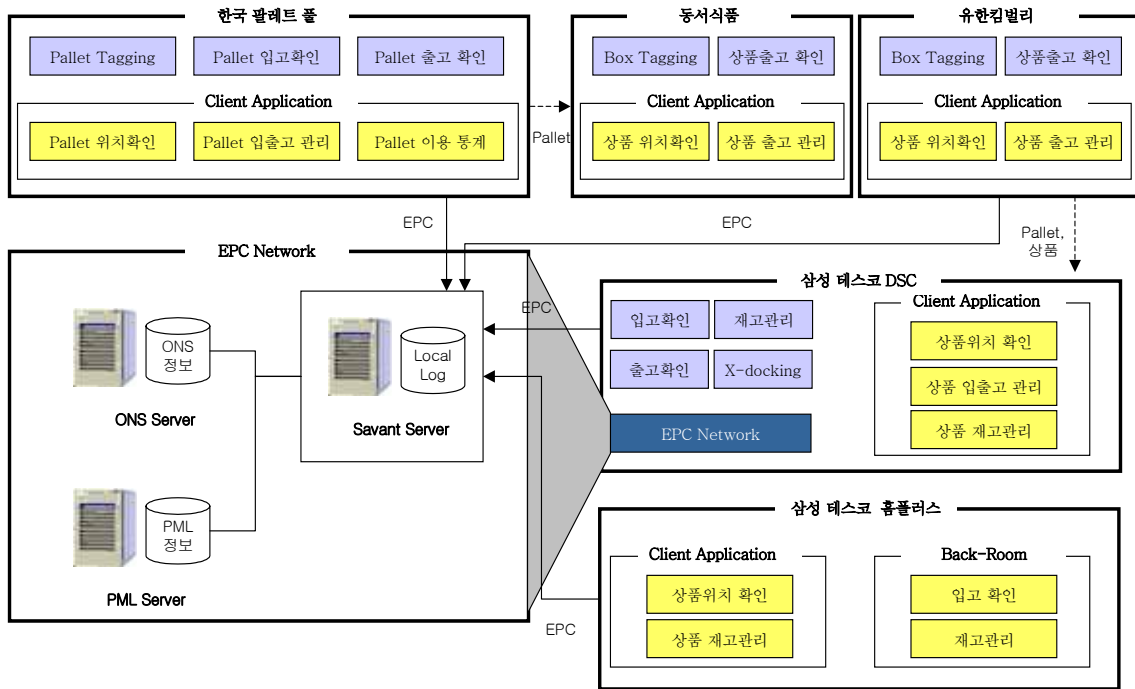 한국 팔레트 풀
Pallet Tagging
Pallet 입고확인
Pallet 출고 확인
Client Application
Pallet 위치확인
Pallet 입출고 관리
Pallet 이용 통계
Pallet
동서식품
Box Tagging
상품출고 확인
Client Application
상품 위치확인
상품 출고 관리
유한킴벌리
Box Tagging
상품출고 확인
Client Application
상품 위치확인
상품 출고 관리
EPC
EPC
Pallet,
상품
EPC Network
ONS
정보
ONS Server
Local
Log
Savant Server
PML
정보
PML Server
EPC
삼성 테스코 DSC
입고확인
재고관리
출고확인
X-docking
EPC Network
Client Application
상품위치 확인
상품 입출고 관리
상품 재고관리
EPC
삼성 테스코 홈플러스
Client Application
상품위치 확인
상품 재고관리
Back-Room
입고 확인
재고관리